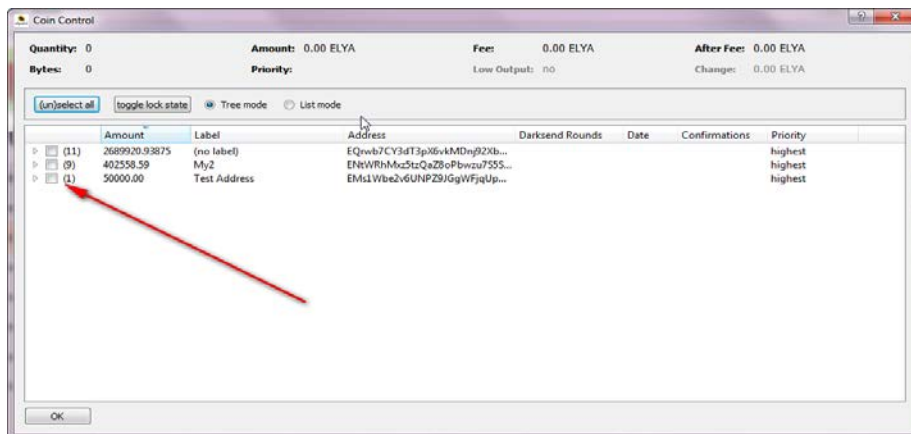 Coin Control
Quantity: 0 Amount: 0.00 ELYA Fee: 0.00 ELYA After Fee: 0.00 ELYA
Bytes: 0 Priority: Low Output: no Change: 0.00 ELYA
(un)select all toggle lock state Tree mode List mode
Amount Label Address Darksend Rounds Date Confirmations Priority
(11) 2689920.93875 (no label) EQrwb7CY3dT3pX6vkMDnj92Xb... highest
(9) 402558.59 My2 ENtWRhMxz5tzQaZ8oPbwzu7S5S... highest
(1) 50000.00 Test Address EMs1Wbe2v6UNPZ9JGgWFjqUp... highest
OK